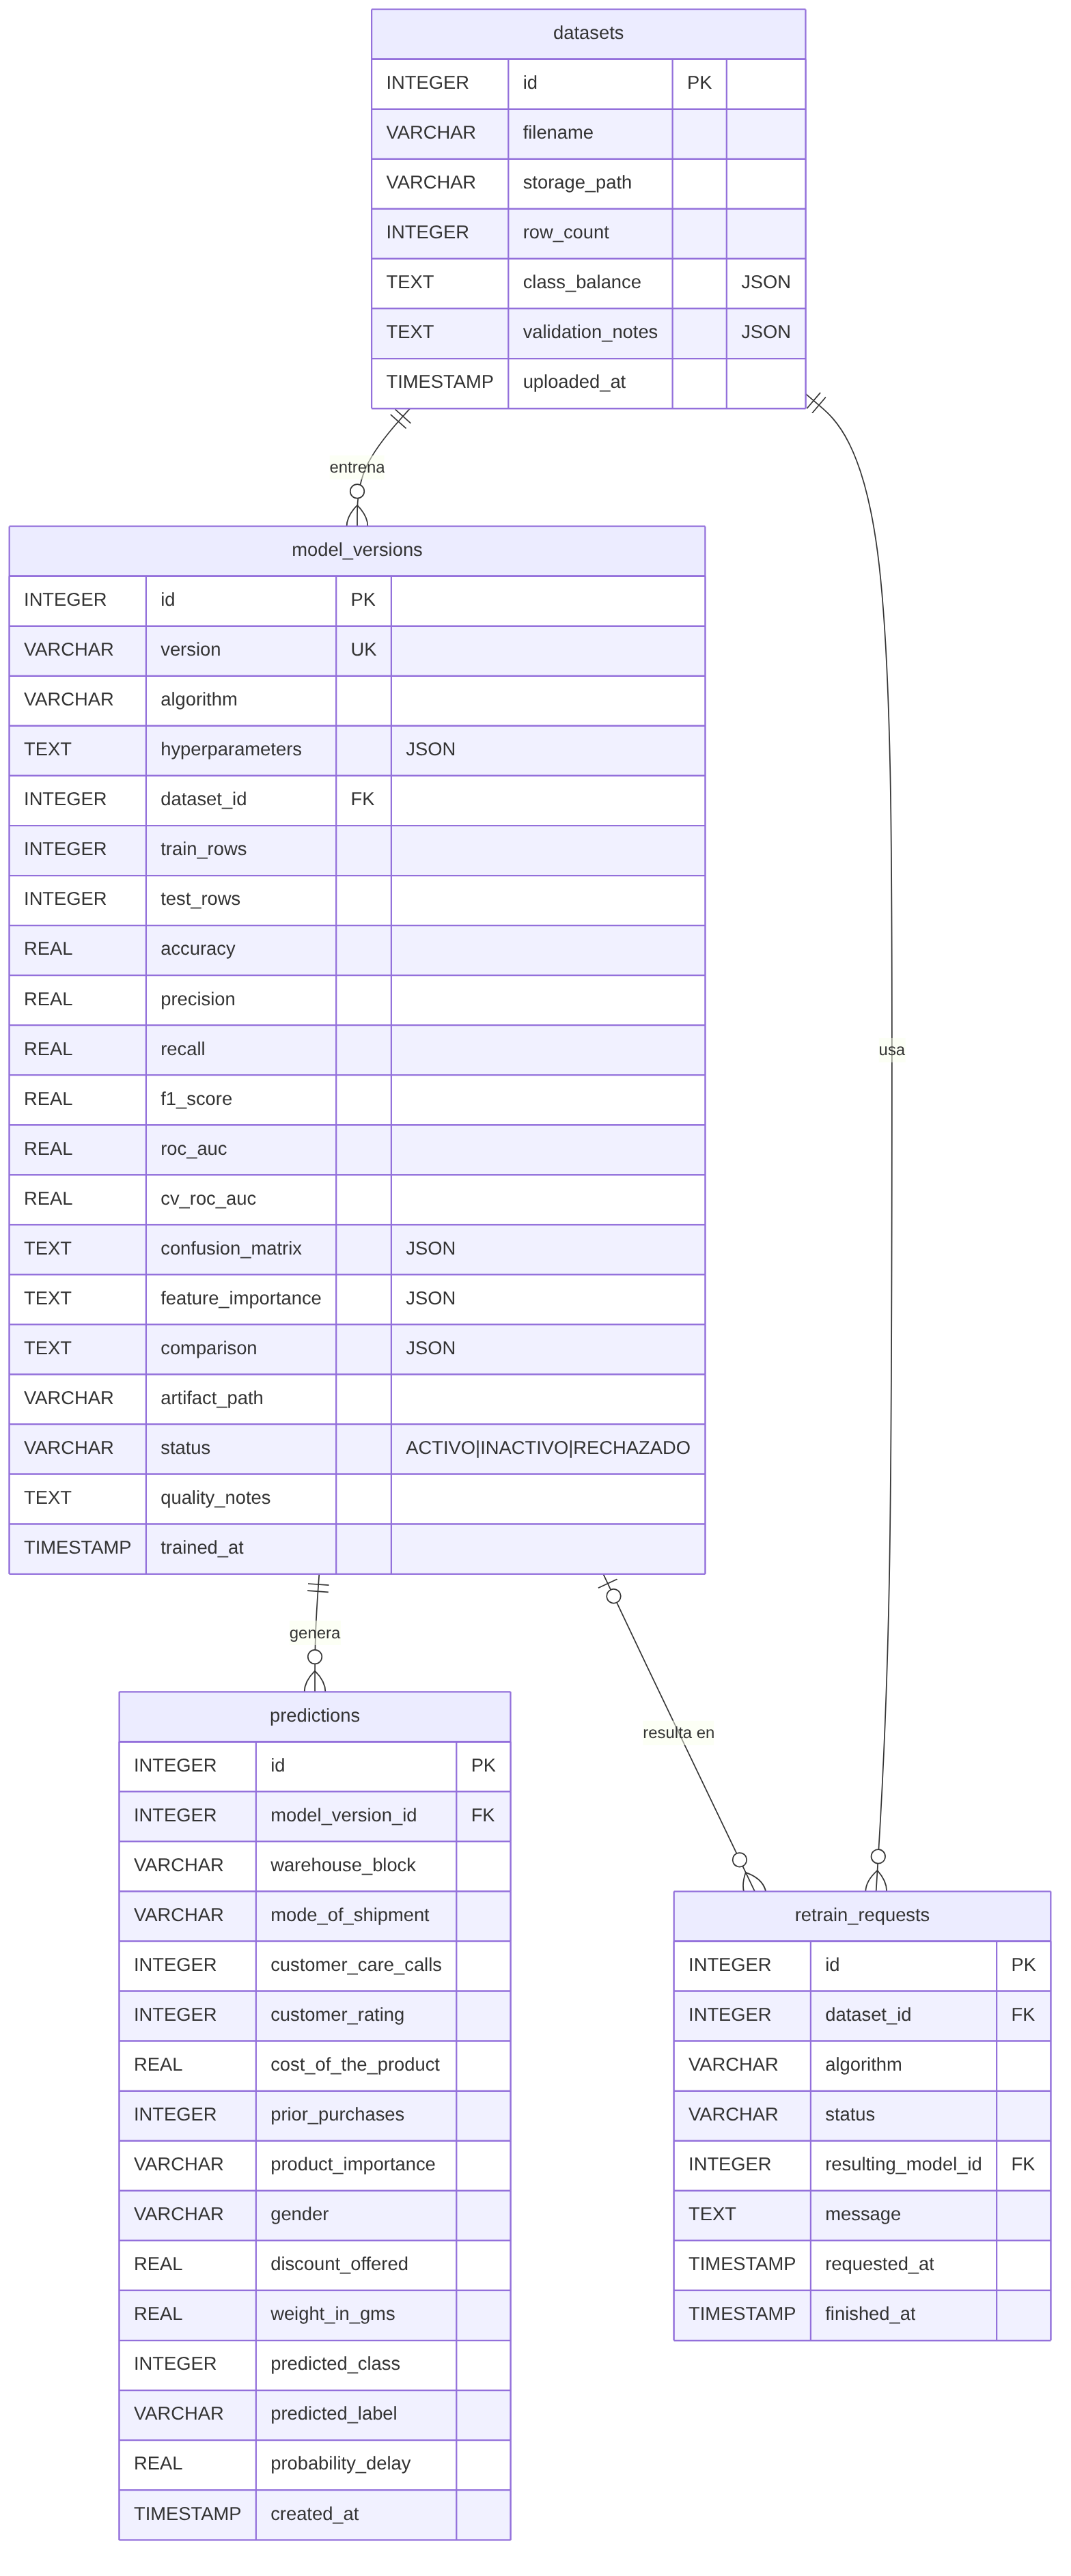 datasets
INTEGER id PK
VARCHAR filename
VARCHAR storage_path
INTEGER row_count
TEXT class_balance JSON
TEXT validation_notes JSON
TIMESTAMP uploaded_at
entrena
model_versions
INTEGER id PK
VARCHAR version UK
VARCHAR algorithm
TEXT hyperparameters JSON
INTEGER dataset_id FK
INTEGER train_rows
INTEGER test_rows
REAL accuracy
REAL precision
usa
REAL recall
REAL f1_score
REAL roc_auc
REAL cv_roc_auc
TEXT confusion_matrix JSON
TEXT feature_importance JSON
TEXT comparison JSON
VARCHAR artifact_path
VARCHAR status ACTIVO|INACTIVO|RECHAZADO
TEXT quality_notes
TIMESTAMP trained_at
genera
resulta en
predictions
INTEGER id PK
INTEGER model_version_id FK
VARCHAR warehouse_block
VARCHAR mode_of_shipment
INTEGER customer_care_calls
INTEGER customer_rating
REAL cost_of_the_product
INTEGER prior_purchases
VARCHAR product_importance
VARCHAR gender
REAL discount_offered
REAL weight_in_gms
INTEGER predicted_class
VARCHAR predicted_label
REAL probability_delay
TIMESTAMP created_at
retrain_requests
INTEGER id PK
INTEGER dataset_id FK
VARCHAR algorithm
VARCHAR status
INTEGER resulting_model_id FK
TEXT message
TIMESTAMP requested_at
TIMESTAMP finished_at